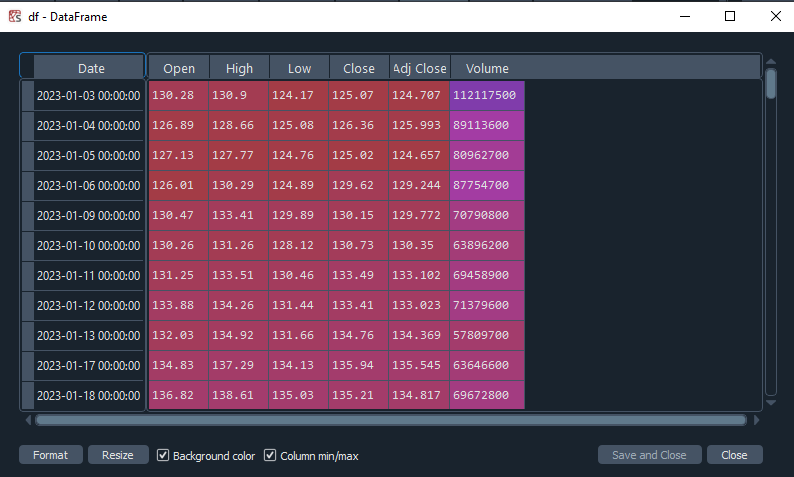 df - DataFrame
Date Open High Low Close Adj Close Volume
2023-01-03 00:00:00 130.28 130.9 124.17 125.07 124.707 112117500
2023-01-04 00:00:00 126.89 128.66 125.08 126.36 125.993 89113600
2023-01-05 00:00:00 127.13 127.77 124.76 125.02 124.657 80962700
2023-01-06 00:00:00 126.01 130.29 124.89 129.62 129.244 87754700
2023-01-09 00:00:00 130.47 133.41 129.89 130.15 129.772 70790800
2023-01-10 00:00:00 130.26 131.26 128.12 130.73 130.35 63896200
2023-01-11 00:00:00 131.25 133.51 130.46 133.49 133.102 69458900
2023-01-12 00:00:00 133.88 134.26 131.44 133.41 133.023 71379600
2023-01-13 00:00:00 132.03 134.92 131.66 134.76 134.369 57809700
2023-01-17 00:00:00 134.83 137.29 134.13 135.94 135.545 63646600
2023-01-18 00:00:00 136.82 138.61 135.03 135.21 134.817 69672800
Format Resize Background color Column min/max Save and Close Close